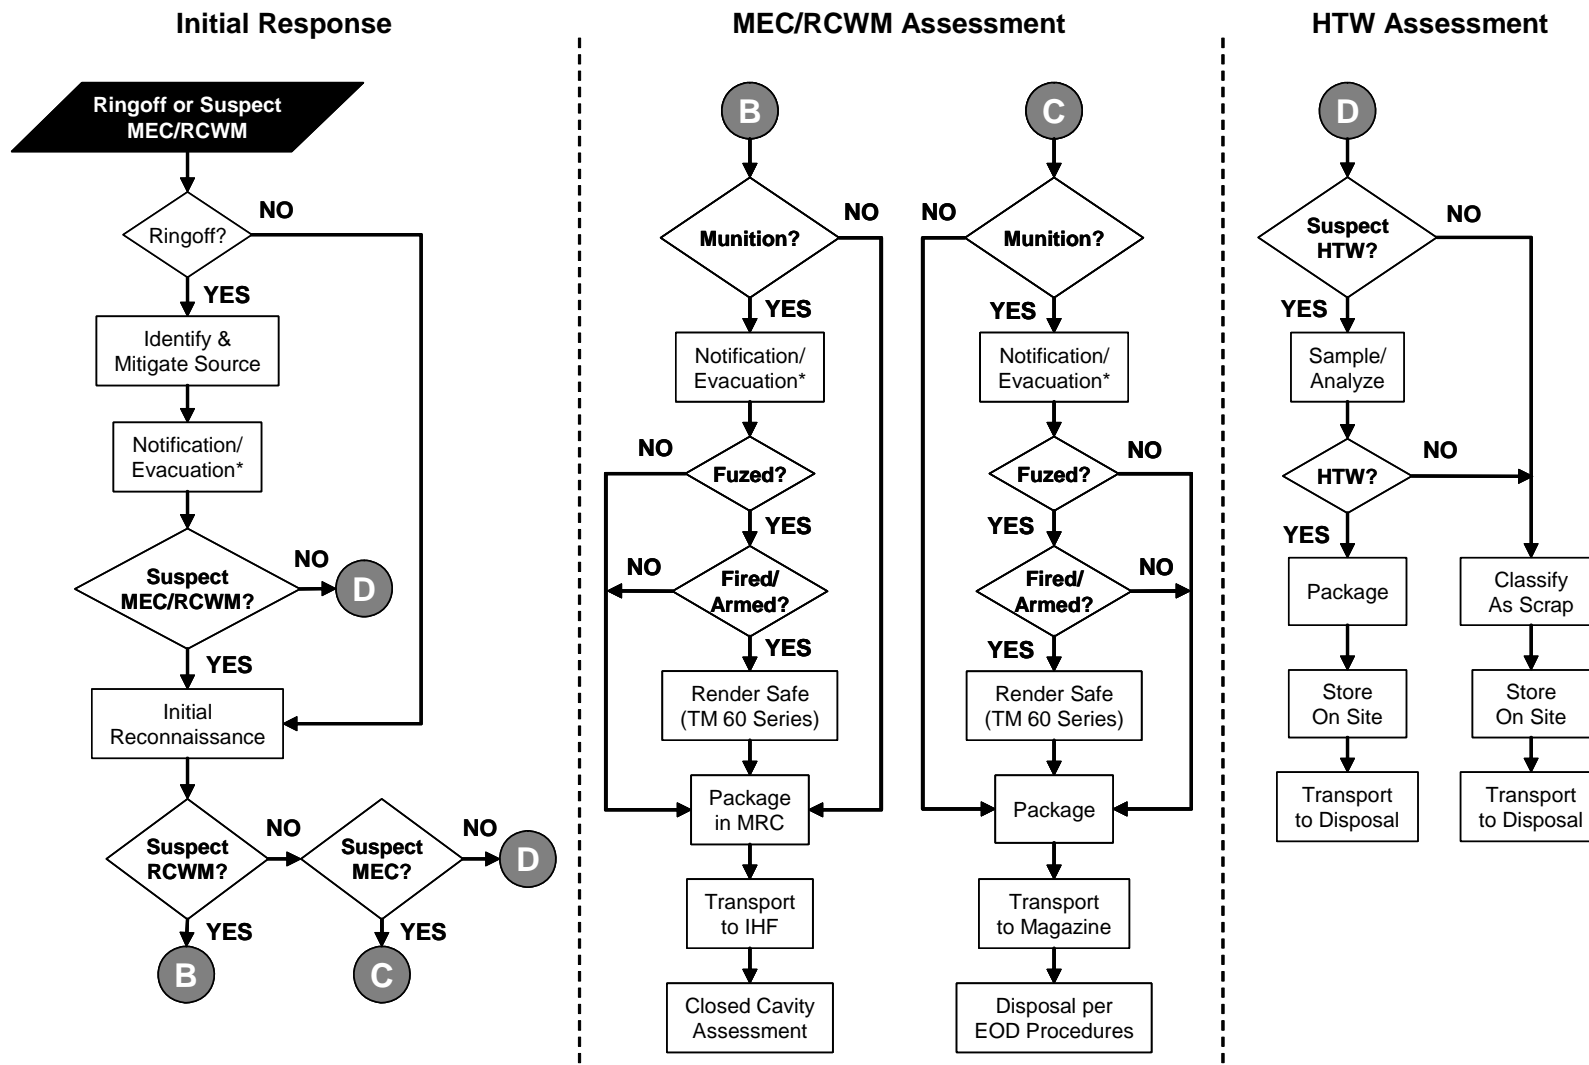 Initial Response
Ringoff or Suspect
MEC/RCWM
Ringoff?
NO
YES
Identify &
Mitigate Source
Notification/
Evacuation*
Suspect
MEC/RCWM?
NO
D
YES
Initial
Reconnaissance
Suspect
RCWM?
NO
Suspect
MEC?
NO
D
YES
B
YES
C
MEC/RCWM Assessment
B
Munition?
NO
YES
Notification/
Evacuation*
NO
Fuzed?
YES
NO
Fired/
Armed?
YES
Render Safe
(TM 60 Series)
Package
in MRC
Transport
to IHF
Closed Cavity
Assessment
C
NO
Munition?
YES
Notification/
Evacuation*
Fuzed?
NO
YES
Fired/
Armed?
NO
YES
Render Safe
(TM 60 Series)
Package
Transport
to Magazine
Disposal per
EOD Procedures
HTW Assessment
D
Suspect
HTW?
NO
YES
Sample/
Analyze
HTW?
NO
YES
Package
Store
On Site
Transport
to Disposal
Classify
As Scrap
Store
On Site
Transport
to Disposal